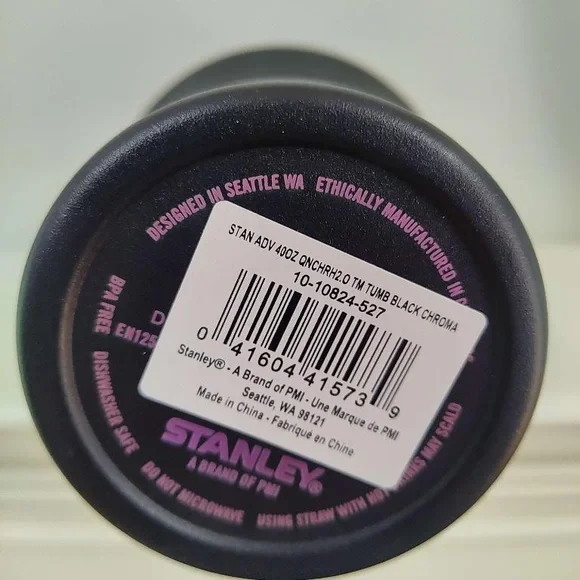 DESIGNED IN SEATTLE WA ETHICALLY MANUFACTURED IN
STAN ADV 40OZ QNCHRH2.O TM TUMB BLACK CHROMA
10-10824-527
0 41604 41573 9
Stanley® - A Brand of PMI - Une Marque de PMI
Seattle, WA 98121
Made in China - Fabriqué en Chine
BPA FREE
EN125
DISHWASHER SAFE
STANLEY®
A BRAND OF PMI
DO NOT MICROWAVE
USING STRAW WITH HOT MAY SCALD